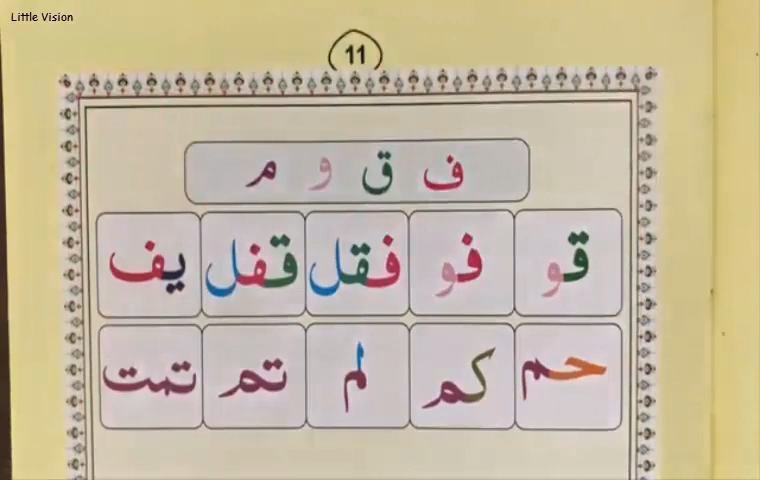 Little Vision
11
ف ق و م
قو فو فقل قفل يف
حم كم لم تم تمت